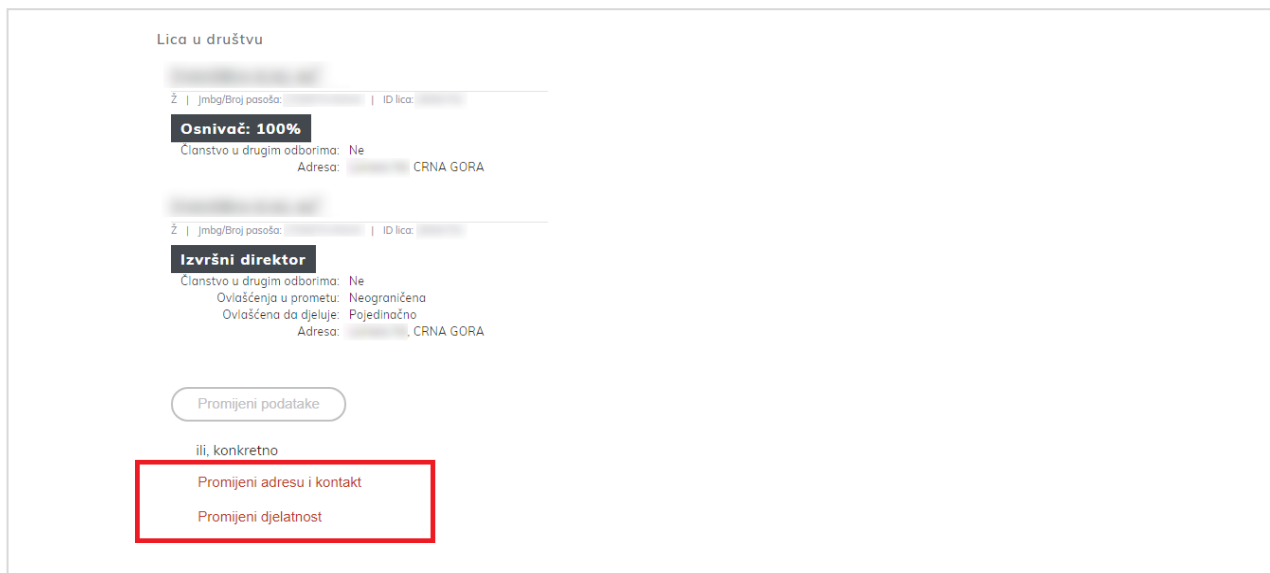 Lica u društvu
Ž | Jmbg/Broj pasoša: | ID lica:
Osnivač: 100%
Članstvo u drugim odborima: Ne
Adresa: CRNA GORA
Ž | Jmbg/Broj pasoša: | ID lica:
Izvršni direktor
Članstvo u drugim odborima: Ne
Ovlašćenja u prometu: Neograničena
Ovlašćena da djeluje: Pojedinačno
Adresa: , CRNA GORA
Promijeni podatake
ili, konkretno
Promijeni adresu i kontakt
Promijeni djelatnost